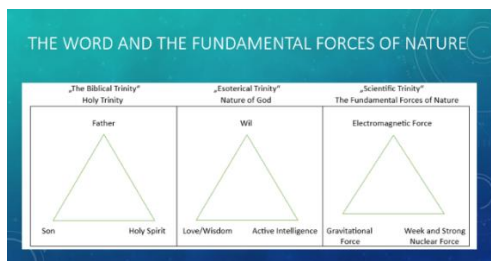 THE WORD AND THE FUNDAMENTAL FORCES OF NATURE
„The Biblical Trinity"
Holy Trinity
„Esoterical Trinity"
Nature of God
„Scientific Trinity"
The Fundamental Forces of Nature
Father
Son
Holy Spirit
Wil
Love/Wisdom
Active Intelligence
Electromagnetic Force
Gravitational
Force
Week and Strong
Nuclear Force